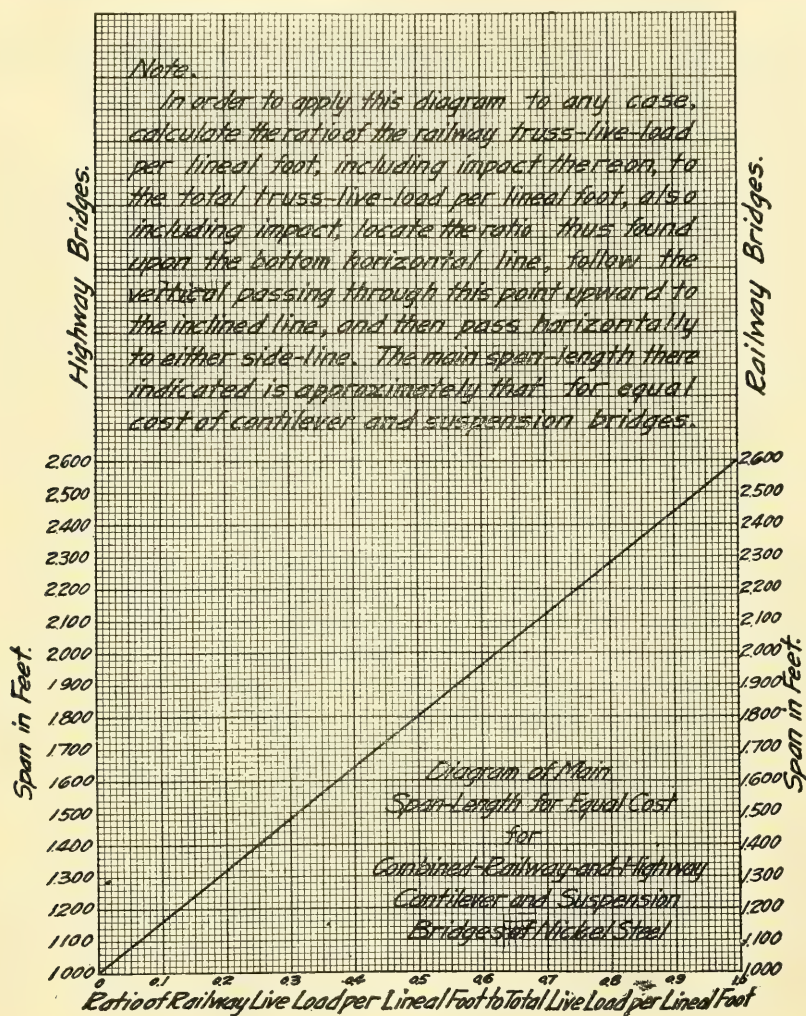 Note.
In order to apply this diagram to any case,
calculate the ratio of the railway truss-live-load
per lineal foot, including impact thereon, to
the total truss-live-load per lineal foot, also
including impact, locate the ratio thus found
upon the bottom horizontal line, follow the
vertical passing through this point upward to
the inclined line, and then pass horizontally
to either side-line. The main span-length there
indicated is approximately that for equal
cost of cantilever and suspension bridges.
Highway Bridges.
Railway Bridges.
2,600
2,500
2,400
2,300
2,200
2,100
2,000
1,900
1,800
1,700
1,600
1,500
1,400
1,300
1,200
1,100
1,000
Span in Feet.
2,600
2,500
2,400
2,300
2,200
2,100
2,000
1,900
1,800
1,700
1,600
1,500
1,400
1,300
1,200
1,100
1,000
Span in Feet.
Diagram of Main
Span-Length for Equal Cost
for
Combined-Railway-and-Highway
Cantilever and Suspension
Bridges of Nickel Steel
0 0.1 0.2 0.3 0.4 0.5 0.6 0.7 0.8 0.9 1.0
Ratio of Railway Live Load per Lineal Foot to Total Live Load per Lineal Foot